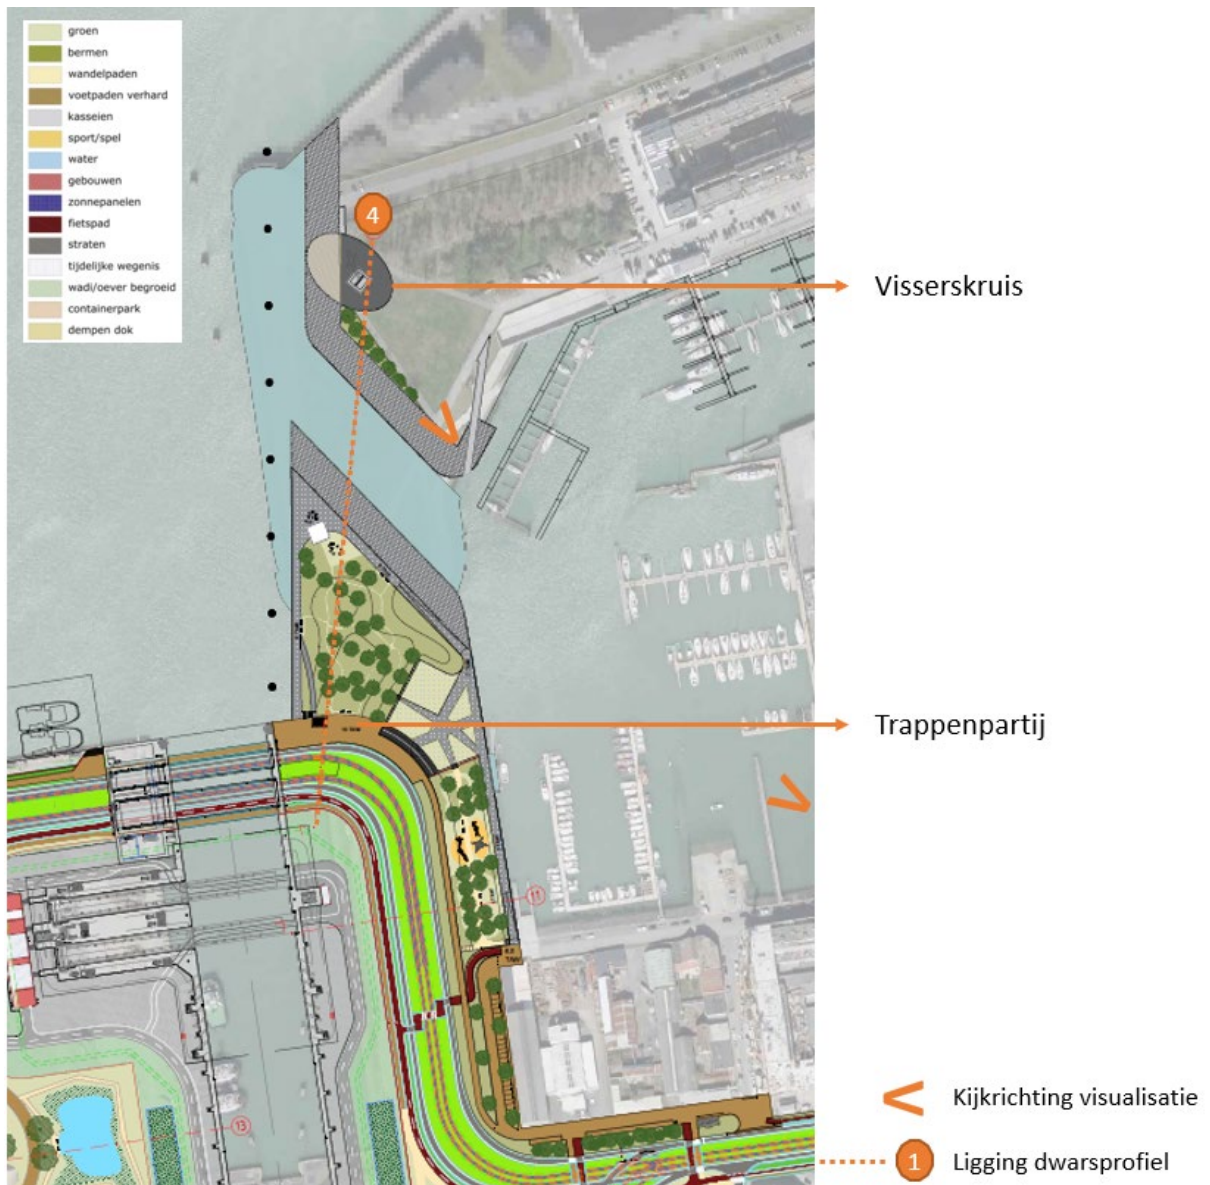 groen
bermen
wandelpaden
voetpaden verhard
kasseien
sport/spel
water
gebouwen
zonnepanelen
fietspad
straten
tijdelijke wegenis
wadi/oever begroeid
containerpark
dempen dok
4
Visserskruis
Trappenpartij
11
13
Kijkrichting visualisatie
1 Ligging dwarsprofiel